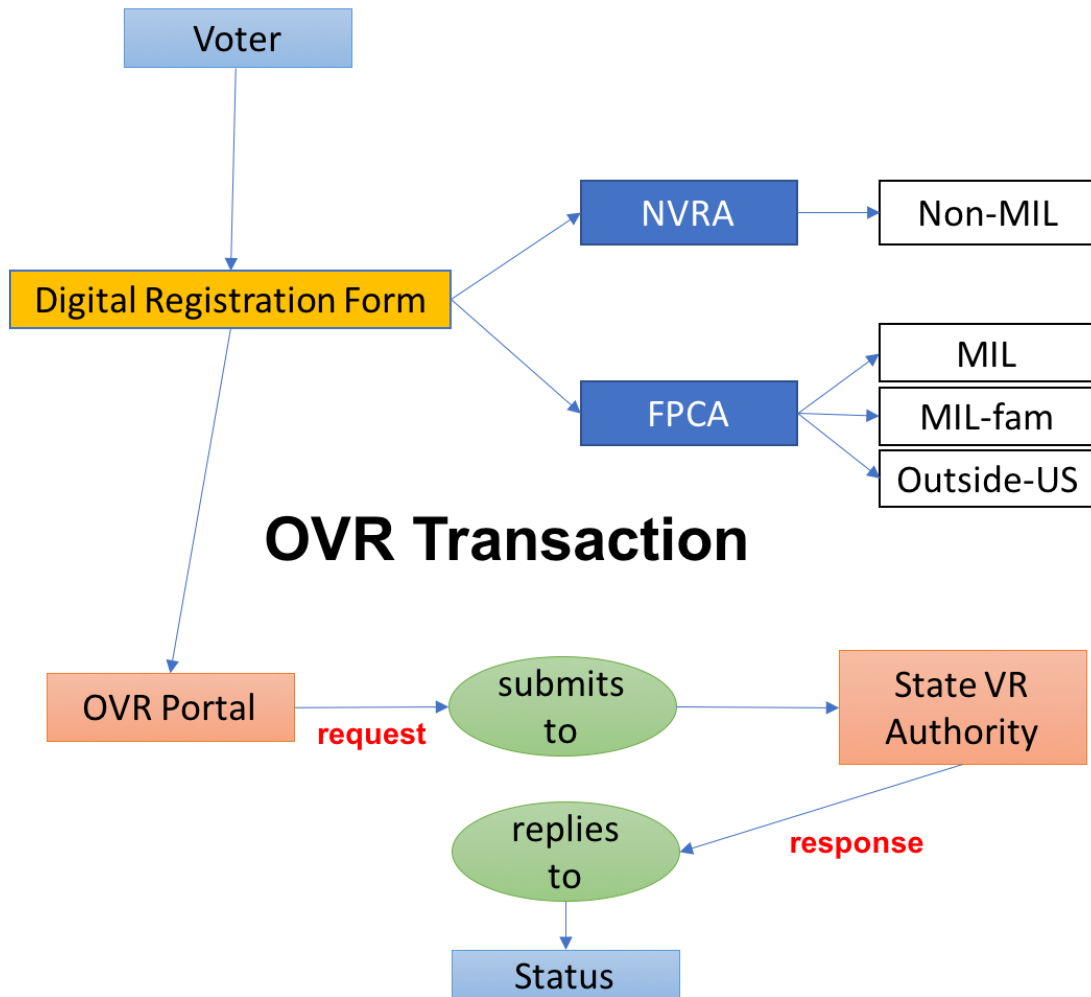 Voter
NVRA
Non-MIL
Digital Registration Form
MIL
FPCA
MIL-fam
Outside-US
OVR Transaction
OVR Portal
request
submits
to
State VR
Authority
replies
to
response
Status